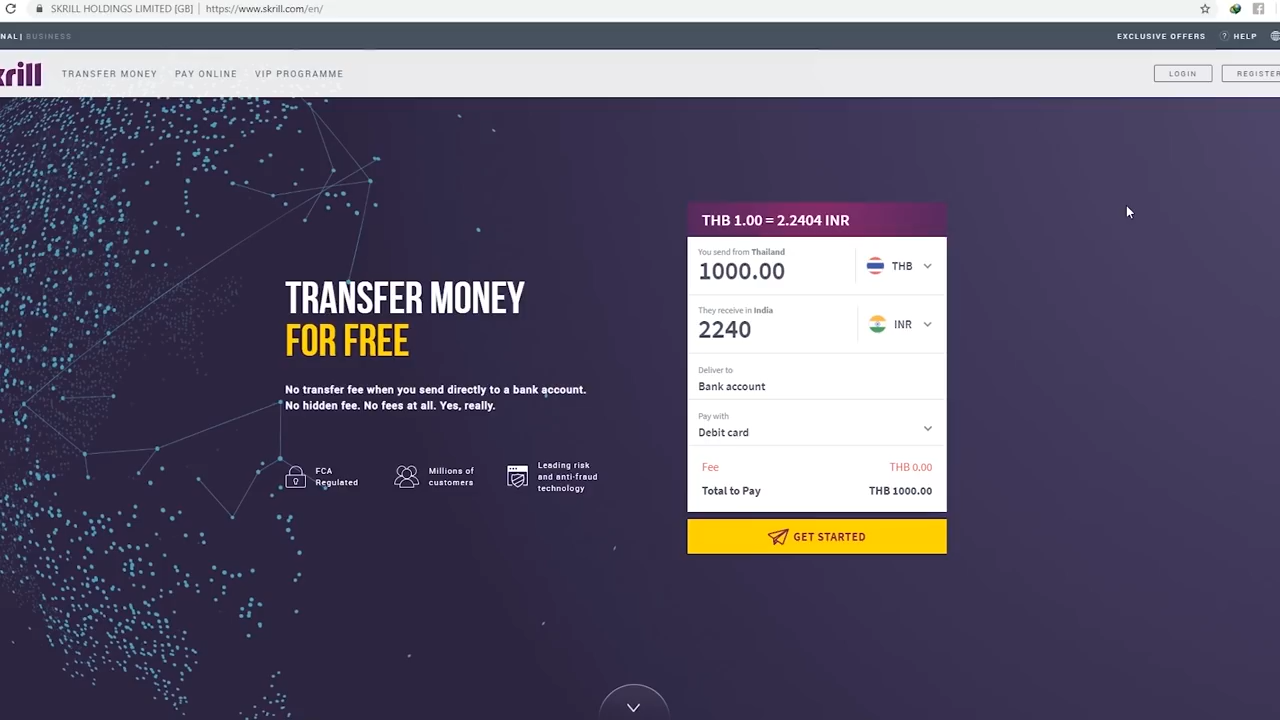 SKRILL HOLDINGS LIMITED [GB] | https://www.skrill.com/en/
NAL | BUSINESS
EXCLUSIVE OFFERS ? HELP
krill
TRANSFER MONEY PAY ONLINE VIP PROGRAMME
LOGIN REGISTER
THB 1.00 = 2.2404 INR
You send from Thailand
1000.00 THB
They receive in India
2240 INR
Deliver to
Bank account
Pay with
Debit card
Fee THB 0.00
Total to Pay THB 1000.00
GET STARTED
TRANSFER MONEY
FOR FREE
No transfer fee when you send directly to a bank account.
No hidden fee. No fees at all. Yes, really.
FCA
Regulated
Millions of
customers
Leading risk
and anti-fraud
technology